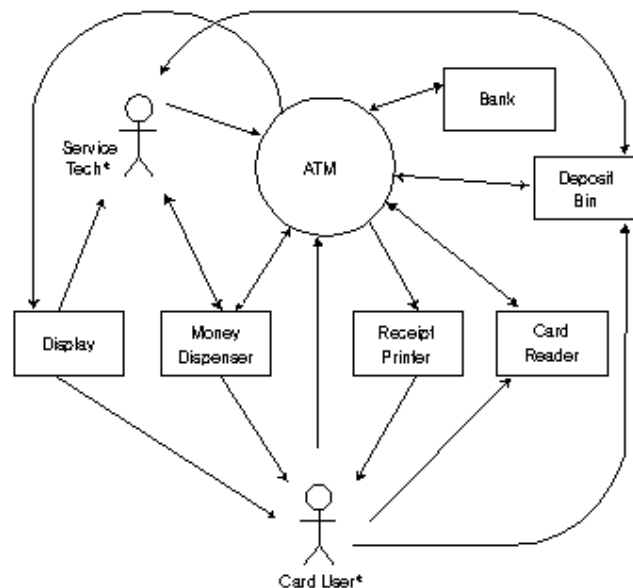 Bank
Service
Tech*
ATM
Deposit
Bin
Display
Money
Dispenser
Receipt
Printer
Card
Reader
Card User*